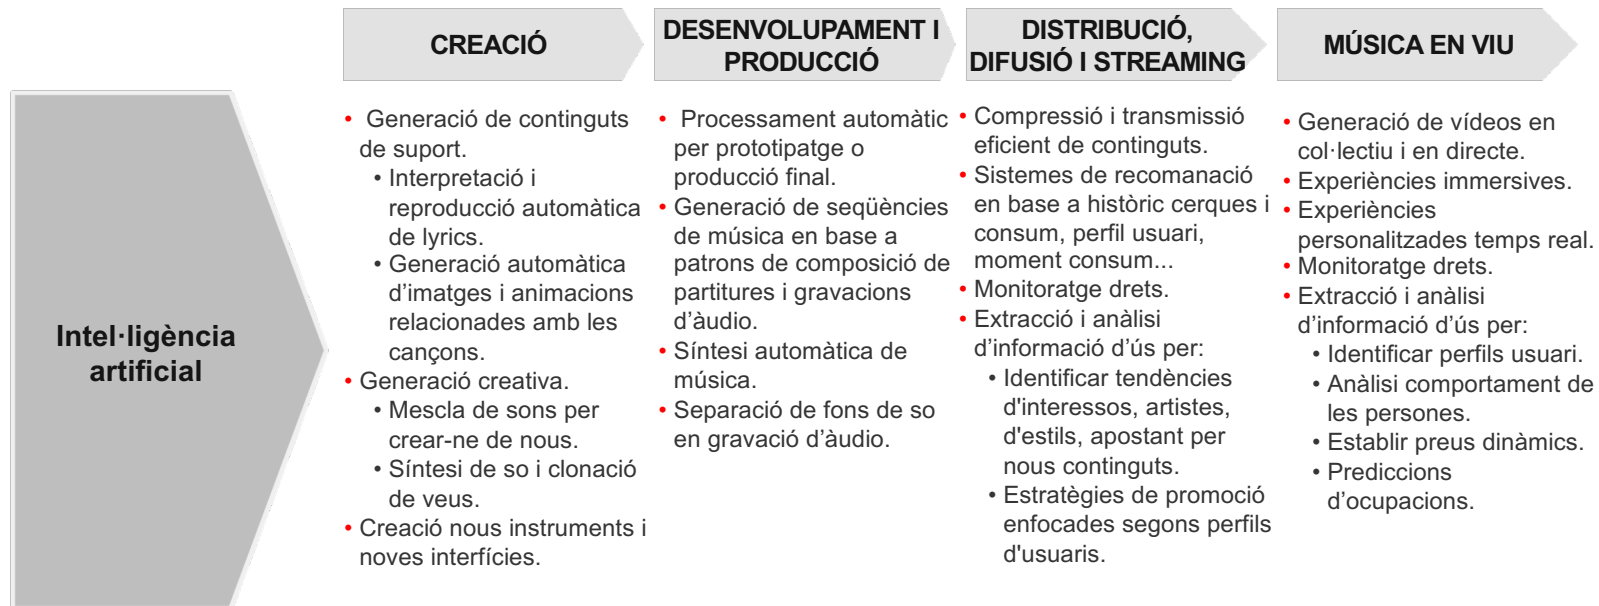 CREACIÓ
DESENVOLUPAMENT I
PRODUCCIÓ
DISTRIBUCIÓ,
DIFUSIÓ I STREAMING
MÚSICA EN VIU
Intel·ligència
artificial
• Generació de continguts
de suport.
• Interpretació i
reproducció automàtica
de lyrics.
• Generació automàtica
d’imatges i animacions
relacionades amb les
cançons.
• Generació creativa.
• Mescla de sons per
crear-ne de nous.
• Síntesi de so i clonació
de veus.
• Creació nous instruments i
noves interfícies.
• Processament automàtic
per prototipatge o
producció final.
• Generació de seqüències
de música en base a
patrons de composició de
partitures i gravacions
d’àudio.
• Síntesi automàtica de
música.
• Separació de fons de so
en gravació d’àudio.
• Compressió i transmissió
eficient de continguts.
• Sistemes de recomanació
en base a històric cerques i
consum, perfil usuari,
moment consum...
• Monitoratge drets.
• Extracció i anàlisi
d’informació d’ús per:
• Identificar tendències
d'interessos, artistes,
d'estils, apostant per
nous continguts.
• Estratègies de promoció
enfocades segons perfils
d'usuaris.
• Generació de vídeos en
col·lectiu i en directe.
• Experiències immersives.
• Experiències
personalitzades temps real.
• Monitoratge drets.
• Extracció i anàlisi
d’informació d’ús per:
• Identificar perfils usuari.
• Anàlisi comportament de
les persones.
• Establir preus dinàmics.
• Prediccions
d’ocupacions.